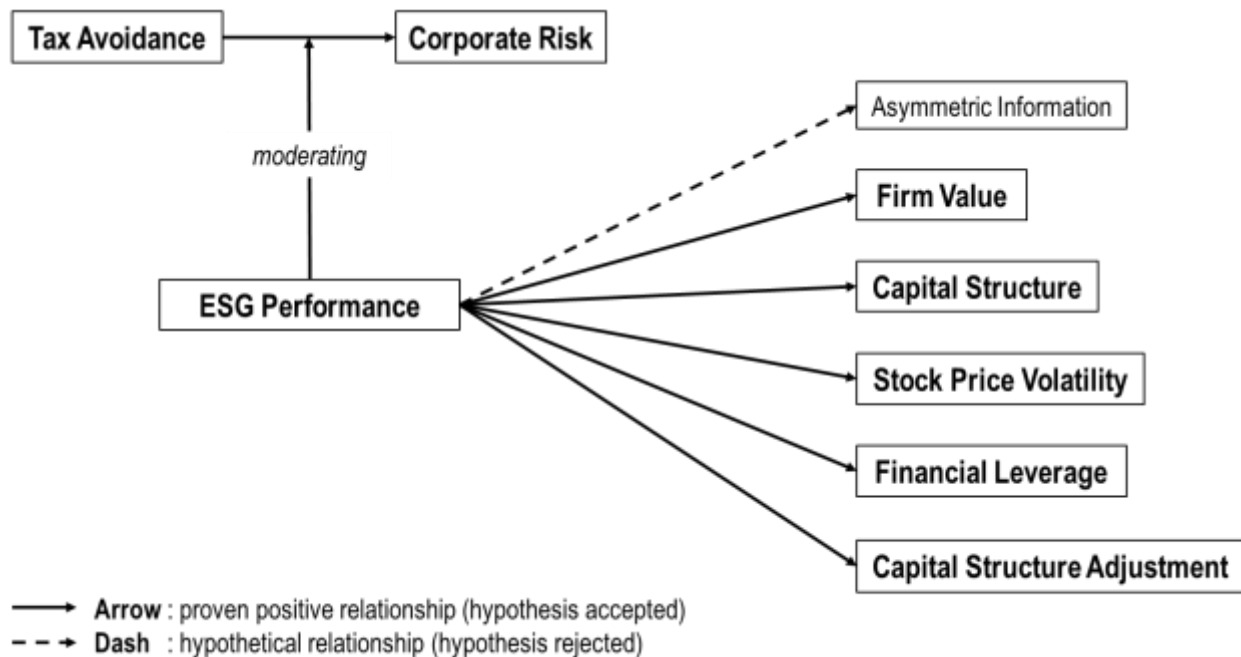 Tax Avoidance
Corporate Risk
Asymmetric Information
moderating
Firm Value
Capital Structure
ESG Performance
Stock Price Volatility
Financial Leverage
Capital Structure Adjustment
Arrow : proven positive relationship (hypothesis accepted)
Dash : hypothetical relationship (hypothesis rejected)